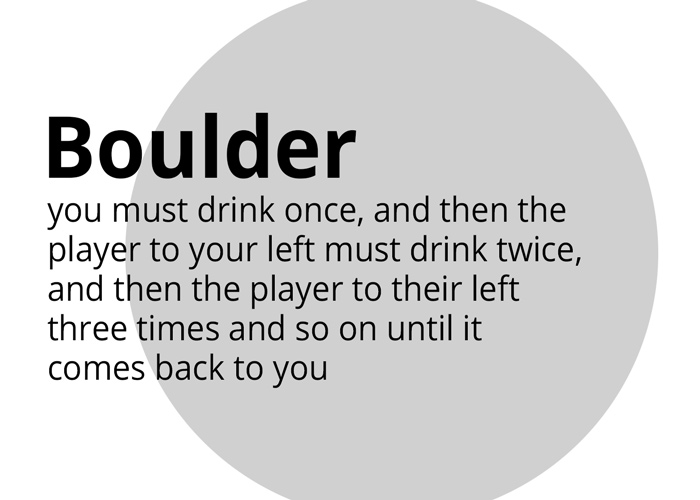 Boulder
you must drink once, and then the
player to your left must drink twice,
and then the player to their left
three times and so on until it
comes back to you